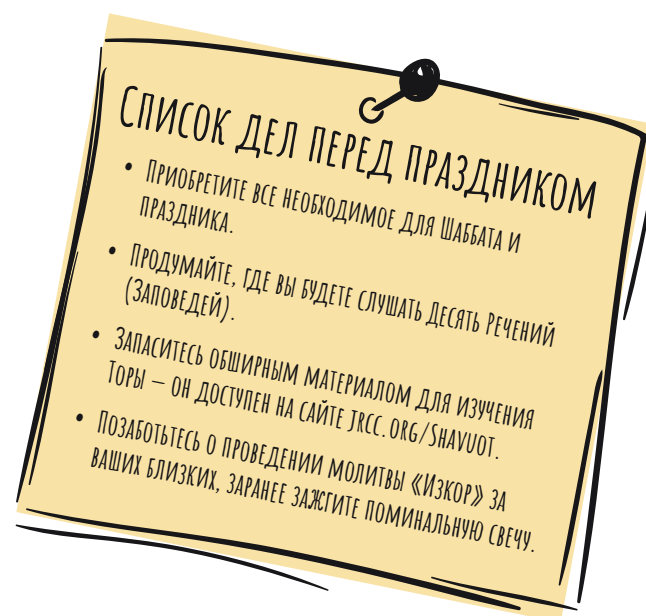 Список дел перед праздником
• Приобретите все необходимое для Шаббата и
праздника.
• Продумайте, где вы будете слушать Десять Речений
(Заповедей).
• Запаситесь обширным материалом для изучения
Торы – он доступен на сайте jrcc.org/Shavuot.
• Позаботьтесь о проведении молитвы «Изкор» за
ваших близких, заранее зажгите поминальную свечу.